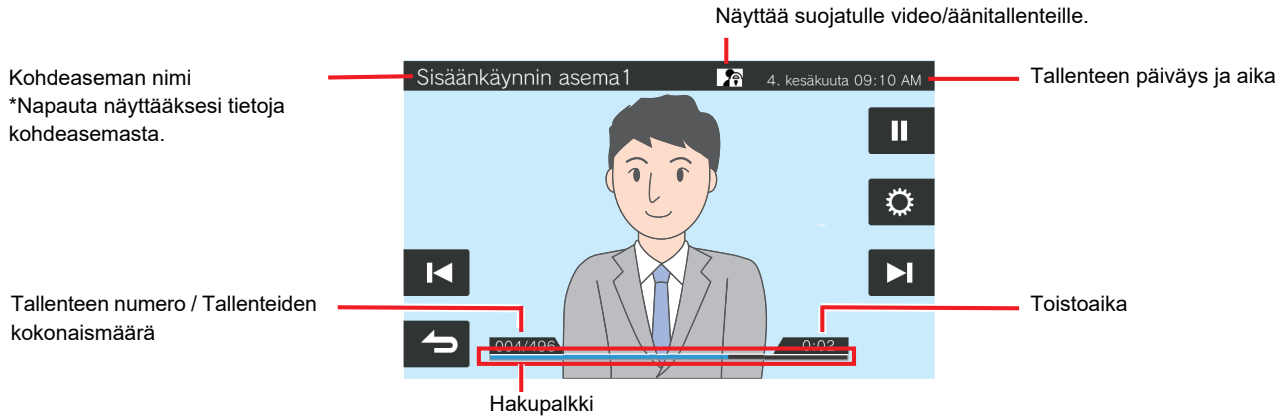 Näyttää suojatulle video/äänitallenteille.
Kohdeaseman nimi
*Napauta näyttääksesi tietoja
kohdeasemasta.
Sisäänkäynnin asema1
4. kesäkuuta 09:10 AM
Tallenteen päiväys ja aika
Tallenteen numero / Tallenteiden
kokonaismäärä
004/496
0:02
Toistoaika
Hakupalkki